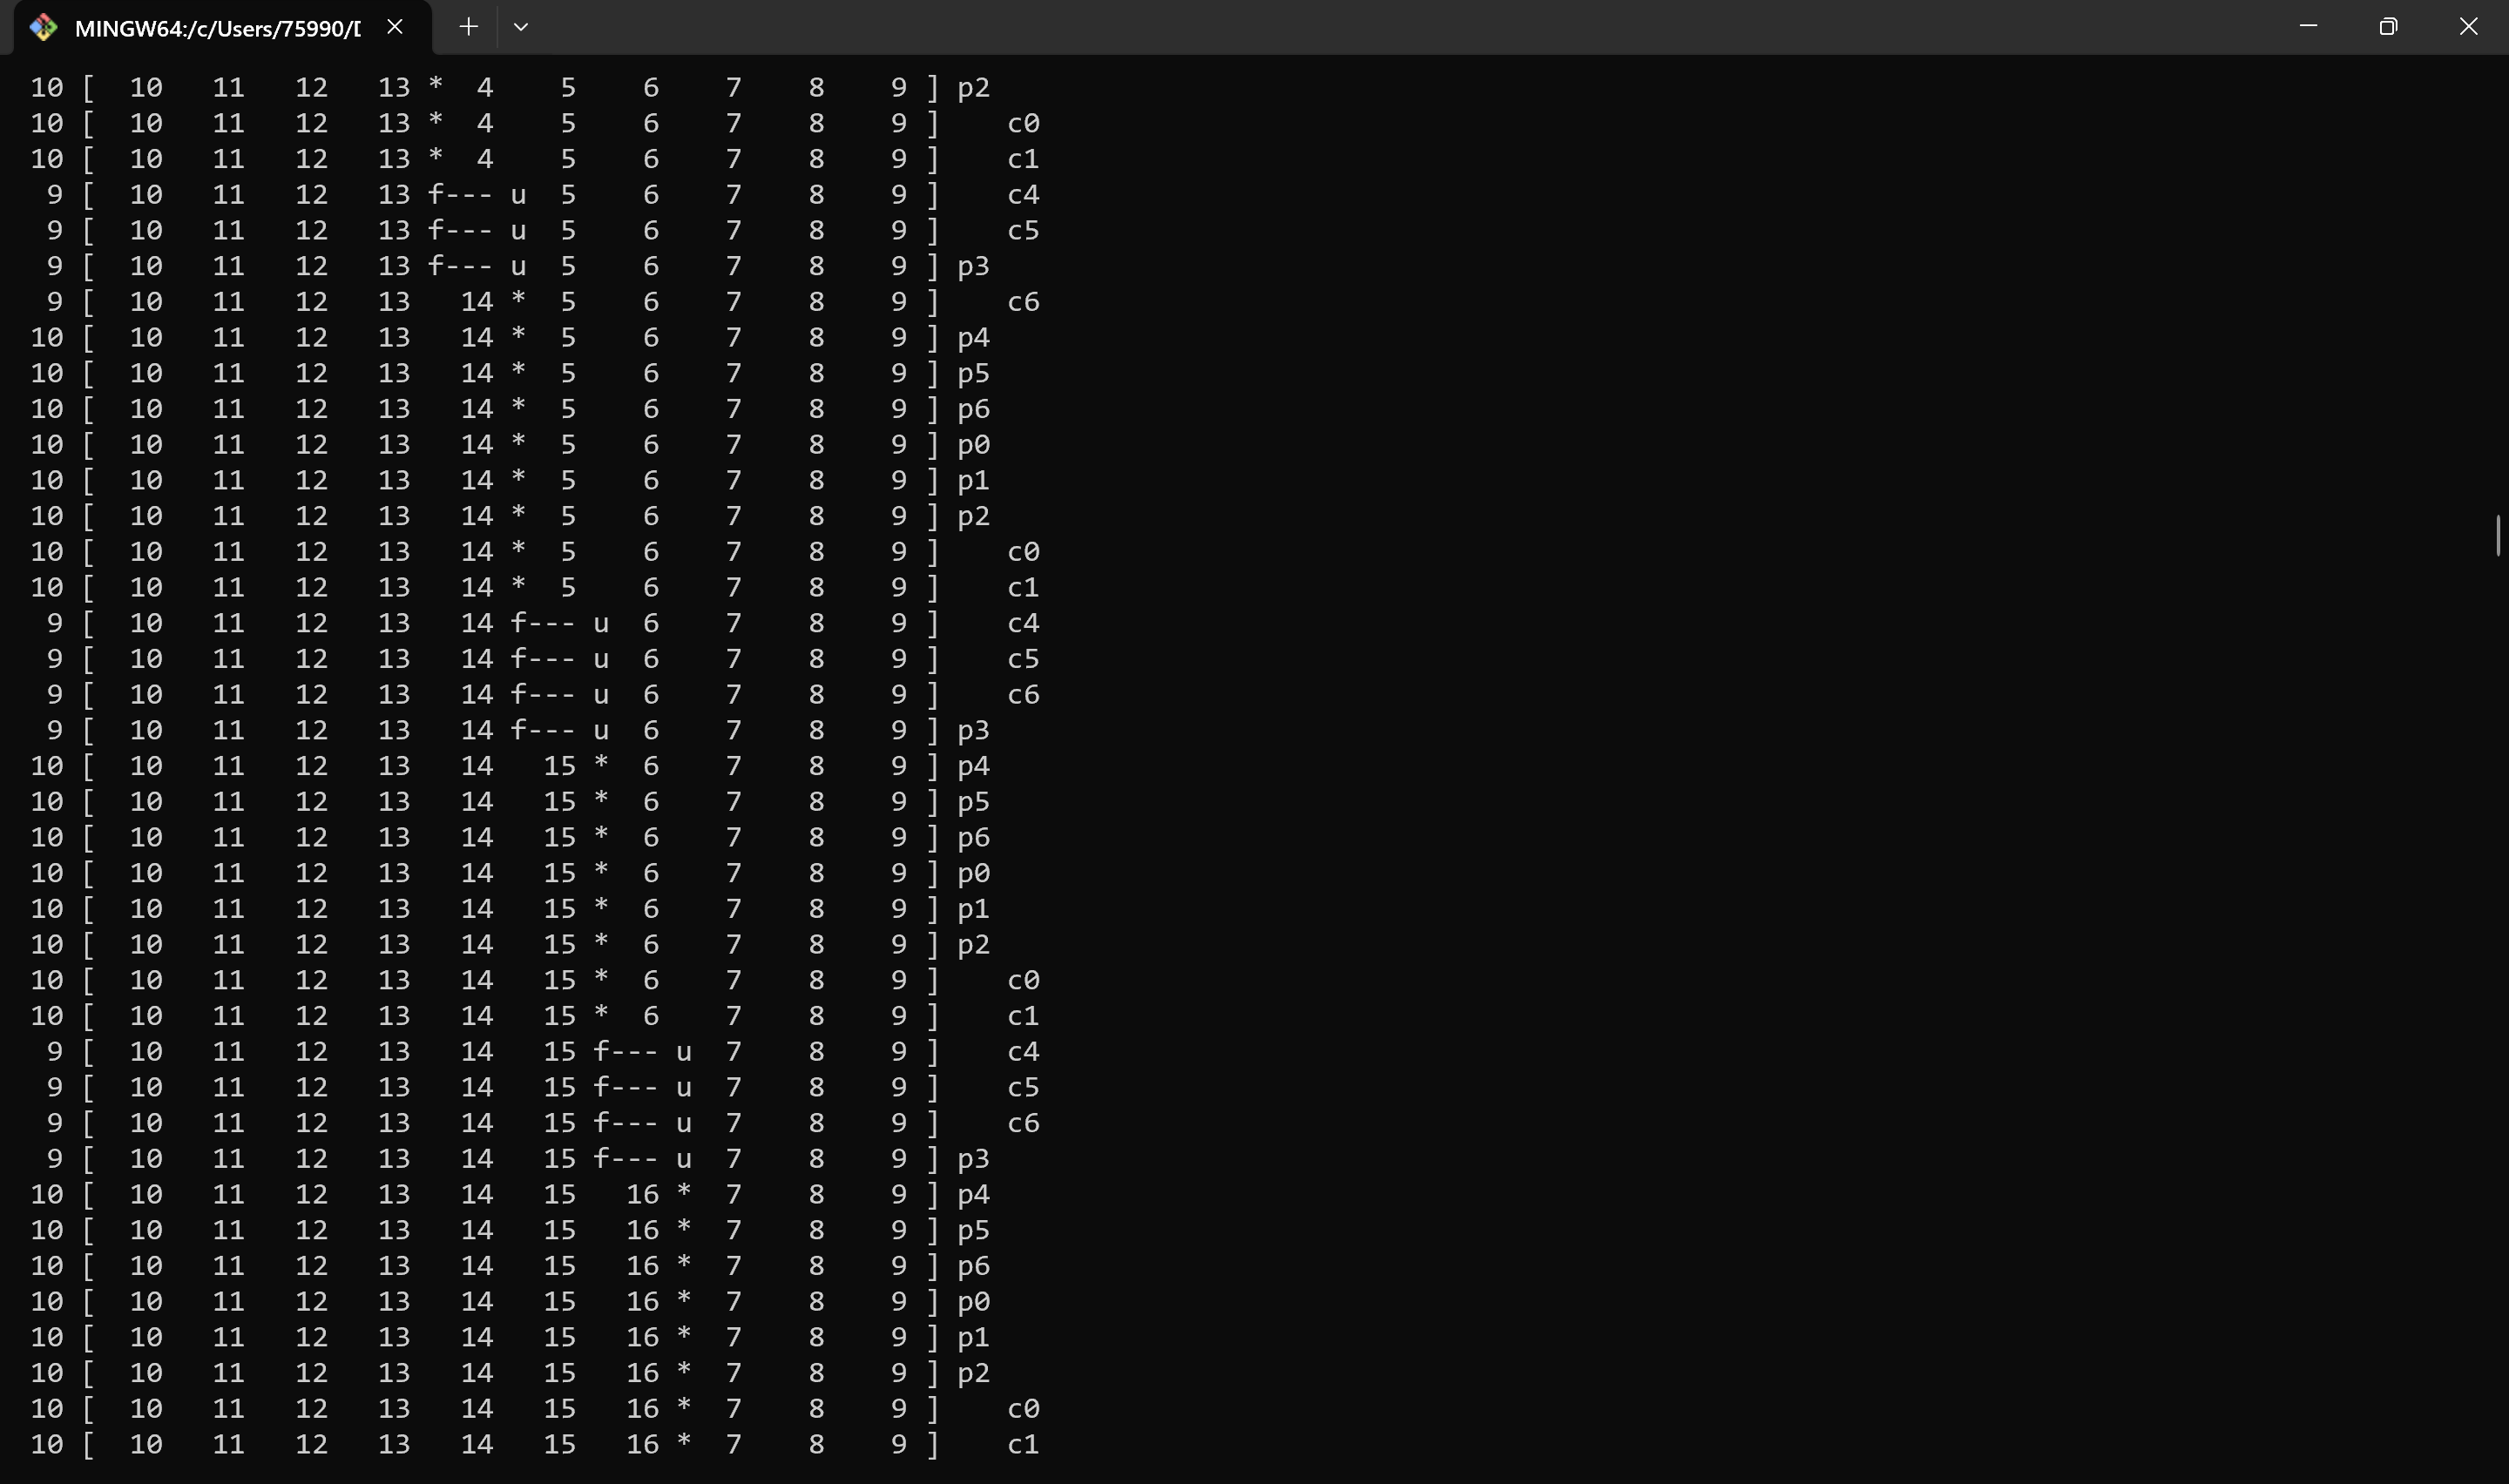 MINGW64:/c/Users/75990/D
10 [  10   11   12   13 *  4    5    6    7    8    9 ] p2
10 [  10   11   12   13 *  4    5    6    7    8    9 ]    c0
10 [  10   11   12   13 *  4    5    6    7    8    9 ]    c1
 9 [  10   11   12   13 f--- u  5    6    7    8    9 ]    c4
 9 [  10   11   12   13 f--- u  5    6    7    8    9 ]    c5
 9 [  10   11   12   13 f--- u  5    6    7    8    9 ] p3
 9 [  10   11   12   13   14 *  5    6    7    8    9 ]    c6
10 [  10   11   12   13   14 *  5    6    7    8    9 ] p4
10 [  10   11   12   13   14 *  5    6    7    8    9 ] p5
10 [  10   11   12   13   14 *  5    6    7    8    9 ] p6
10 [  10   11   12   13   14 *  5    6    7    8    9 ] p0
10 [  10   11   12   13   14 *  5    6    7    8    9 ] p1
10 [  10   11   12   13   14 *  5    6    7    8    9 ] p2
10 [  10   11   12   13   14 *  5    6    7    8    9 ]    c0
10 [  10   11   12   13   14 *  5    6    7    8    9 ]    c1
 9 [  10   11   12   13   14 f--- u  6    7    8    9 ]    c4
 9 [  10   11   12   13   14 f--- u  6    7    8    9 ]    c5
 9 [  10   11   12   13   14 f--- u  6    7    8    9 ]    c6
 9 [  10   11   12   13   14 f--- u  6    7    8    9 ] p3
10 [  10   11   12   13   14   15 *  6    7    8    9 ] p4
10 [  10   11   12   13   14   15 *  6    7    8    9 ] p5
10 [  10   11   12   13   14   15 *  6    7    8    9 ] p6
10 [  10   11   12   13   14   15 *  6    7    8    9 ] p0
10 [  10   11   12   13   14   15 *  6    7    8    9 ] p1
10 [  10   11   12   13   14   15 *  6    7    8    9 ] p2
10 [  10   11   12   13   14   15 *  6    7    8    9 ]    c0
10 [  10   11   12   13   14   15 *  6    7    8    9 ]    c1
 9 [  10   11   12   13   14   15 f--- u  7    8    9 ]    c4
 9 [  10   11   12   13   14   15 f--- u  7    8    9 ]    c5
 9 [  10   11   12   13   14   15 f--- u  7    8    9 ]    c6
 9 [  10   11   12   13   14   15 f--- u  7    8    9 ] p3
10 [  10   11   12   13   14   15   16 *  7    8    9 ] p4
10 [  10   11   12   13   14   15   16 *  7    8    9 ] p5
10 [  10   11   12   13   14   15   16 *  7    8    9 ] p6
10 [  10   11   12   13   14   15   16 *  7    8    9 ] p0
10 [  10   11   12   13   14   15   16 *  7    8    9 ] p1
10 [  10   11   12   13   14   15   16 *  7    8    9 ] p2
10 [  10   11   12   13   14   15   16 *  7    8    9 ]    c0
10 [  10   11   12   13   14   15   16 *  7    8    9 ]    c1